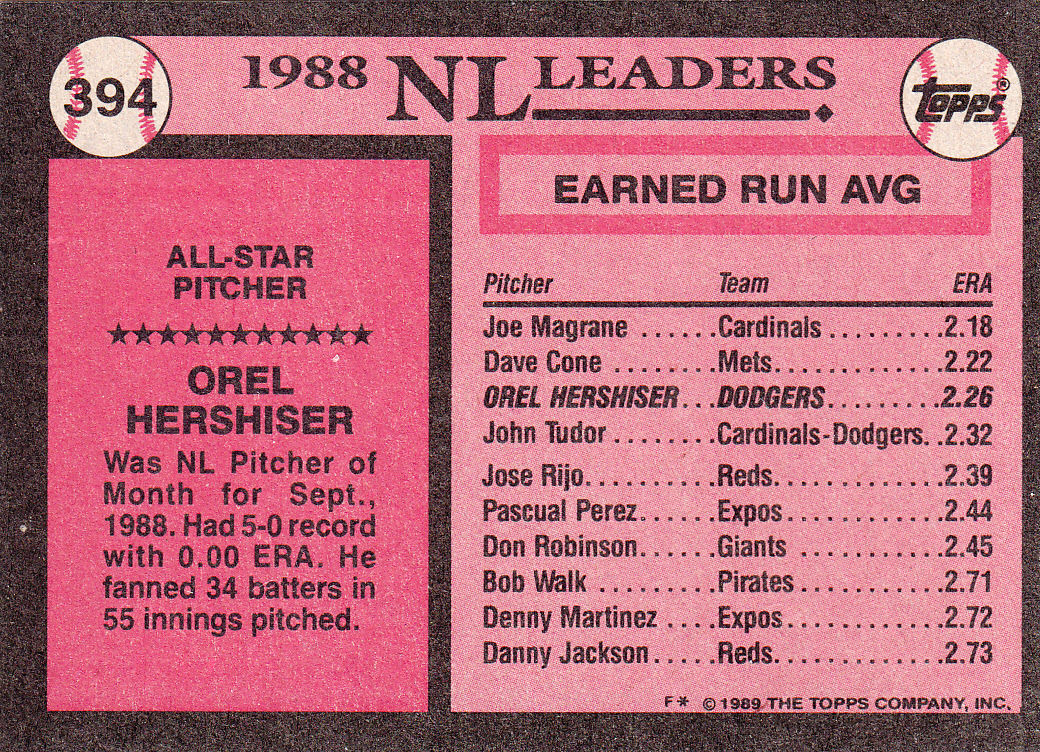 394
1988 NL LEADERS
topps®
ALL-STAR
PITCHER
OREL
HERSHISER
Was NL Pitcher of
Month for Sept.,
1988. Had 5-0 record
with 0.00 ERA. He
fanned 34 batters in
55 innings pitched.
EARNED RUN AVG
Pitcher Team ERA
Joe Magrane ......Cardinals.........2.18
Dave Cone ........Mets.............2.22
OREL HERSHISER...DODGERS.........2.26
John Tudor ........Cardinals-Dodgers..2.32
Jose Rijo..........Reds.............2.39
Pascual Perez......Expos............2.44
Don Robinson......Giants ...........2.45
Bob Walk ..........Pirates ...........2.71
Denny Martinez ....Expos............2.72
Danny Jackson.....Reds.............2.73
F* © 1989 THE TOPPS COMPANY, INC.